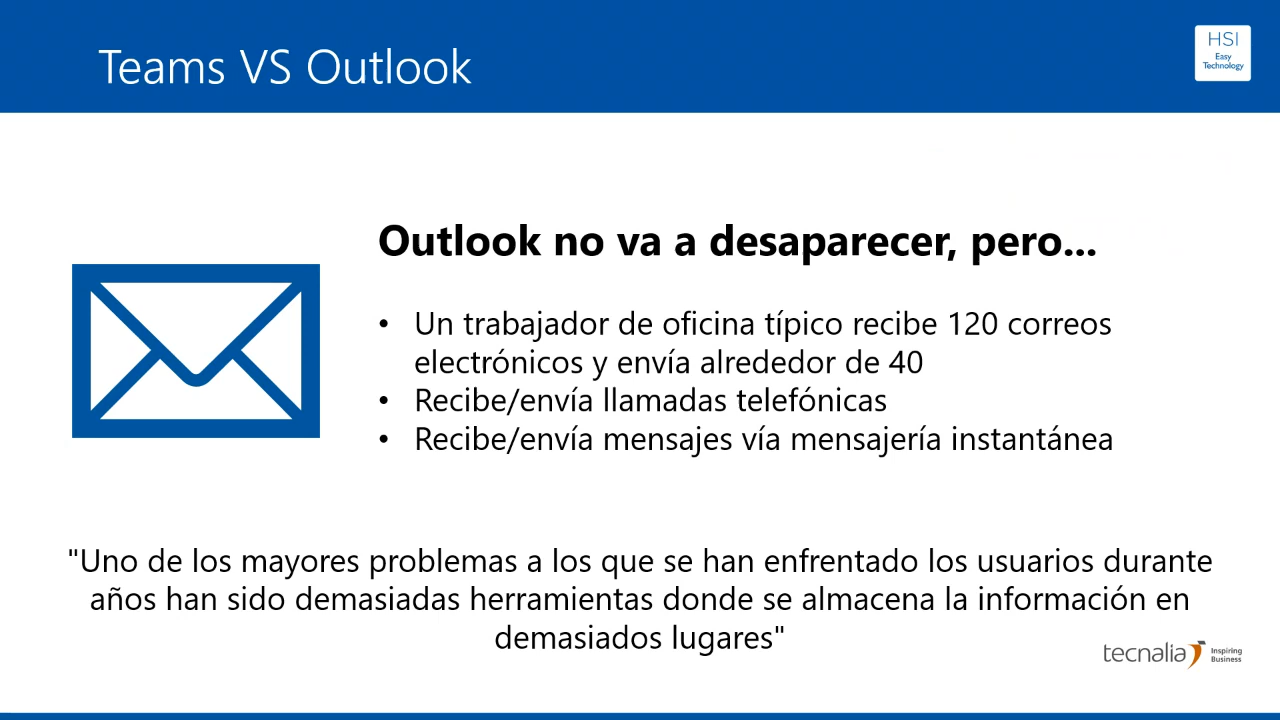 Teams VS Outlook
HSI
Easy
Technology
Outlook no va a desaparecer, pero...
• Un trabajador de oficina típico recibe 120 correos
electrónicos y envía alrededor de 40
• Recibe/envía llamadas telefónicas
• Recibe/envía mensajes vía mensajería instantánea
"Uno de los mayores problemas a los que se han enfrentado los usuarios durante
años han sido demasiadas herramientas donde se almacena la información en
demasiados lugares"
tecnalia Inspiring
Business